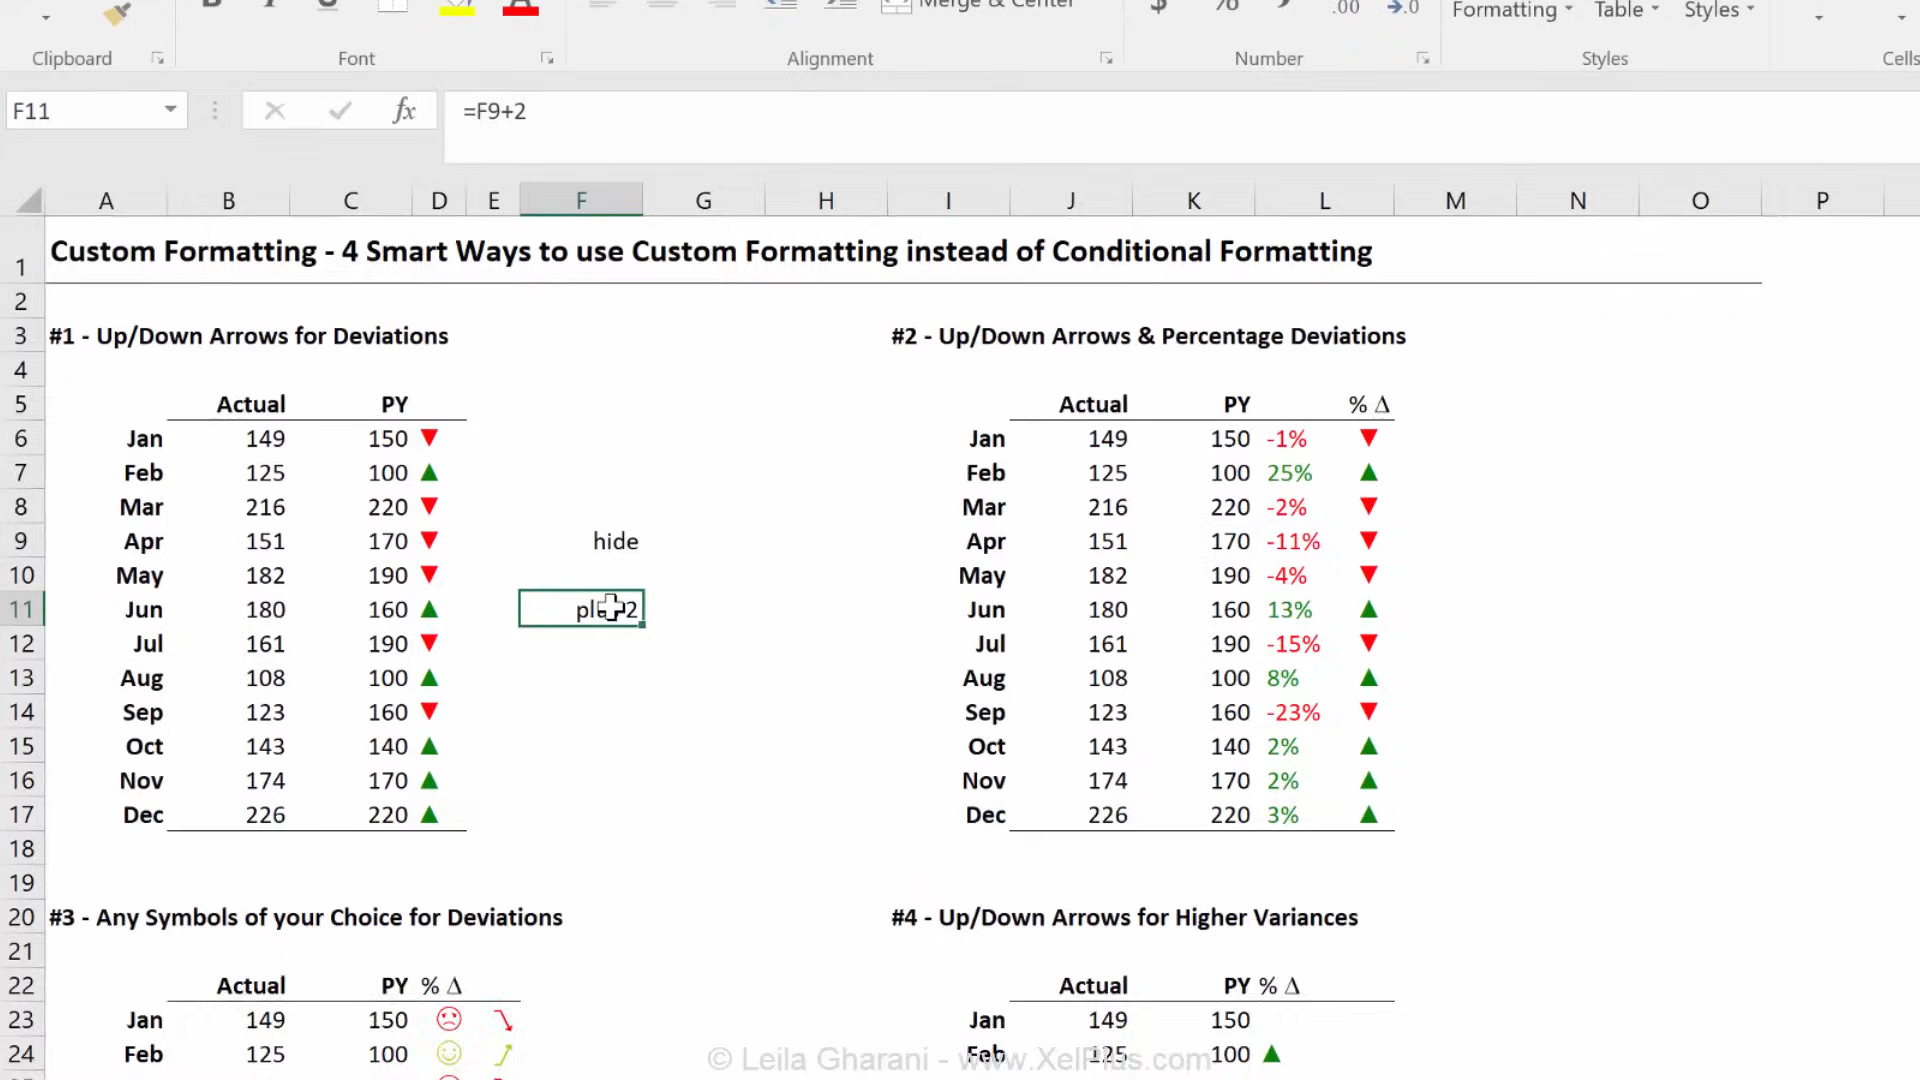 Merge & Center
$ % .00 .0
Formatting Table Styles
Clipboard Font Alignment Number Styles Cells
F11 fx =F9+2
A B C D E F G H I J K L M N O P
1 Custom Formatting - 4 Smart Ways to use Custom Formatting instead of Conditional Formatting
2
3 #1 - Up/Down Arrows for Deviations #2 - Up/Down Arrows & Percentage Deviations
4
5 Actual PY Actual PY % Δ
6 Jan 149 150 ▼ Jan 149 150 -1% ▼
7 Feb 125 100 ▲ Feb 125 100 25% ▲
8 Mar 216 220 ▼ Mar 216 220 -2% ▼
9 Apr 151 170 ▼ hide Apr 151 170 -11% ▼
10 May 182 190 ▼ May 182 190 -4% ▼
11 Jun 180 160 ▲ 2 Jun 180 160 13% ▲
12 Jul 161 190 ▼ Jul 161 190 -15% ▼
13 Aug 108 100 ▲ Aug 108 100 8% ▲
14 Sep 123 160 ▼ Sep 123 160 -23% ▼
15 Oct 143 140 ▲ Oct 143 140 2% ▲
16 Nov 174 170 ▲ Nov 174 170 2% ▲
17 Dec 226 220 ▲ Dec 226 220 3% ▲
18
19
20 #3 - Any Symbols of your Choice for Deviations #4 - Up/Down Arrows for Higher Variances
21
22 Actual PY % Δ Actual PY % Δ
23 Jan 149 150 Jan 149 150
24 Feb 125 100 Feb 125 100 ▲
© Leila Gharani - www.XelPlus.com